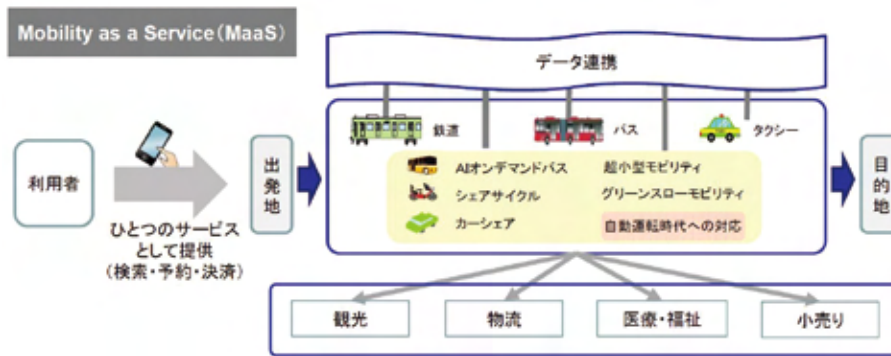 Mobility as a Service(MaaS)
データ連携
鉄道
バス
タクシー
利用者
出発地
AIオンデマンドバス
超小型モビリティ
シェアサイクル
グリーンスローモビリティ
カーシェア
自動運転時代への対応
目的地
ひとつのサービス
として提供
(検索・予約・決済)
観光
物流
医療・福祉
小売り